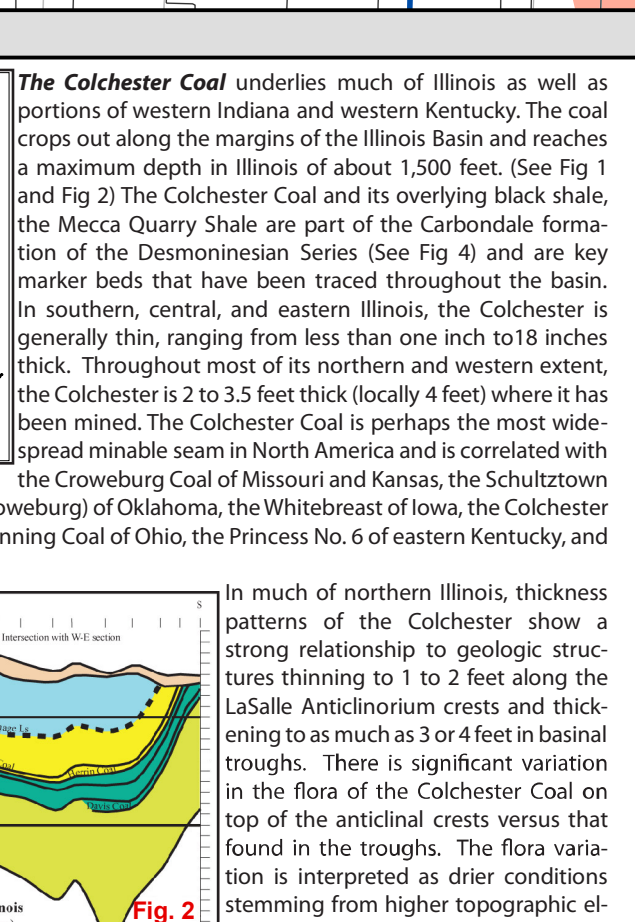 The Colchester Coal underlies much of Illinois as well as
portions of western Indiana and western Kentucky. The coal
crops out along the margins of the Illinois Basin and reaches
a maximum depth in Illinois of about 1,500 feet. (See Fig 1
and Fig 2) The Colchester Coal and its overlying black shale,
the Mecca Quarry Shale are part of the Carbondale forma-
tion of the Desmoninesian Series (See Fig 4) and are key
marker beds that have been traced throughout the basin.
In southern, central, and eastern Illinois, the Colchester is
generally thin, ranging from less than one inch to18 inches
thick. Throughout most of its northern and western extent,
the Colchester is 2 to 3.5 feet thick (locally 4 feet) where it has
been mined. The Colchester Coal is perhaps the most wide-
spread minable seam in North America and is correlated with
the Croweburg Coal of Missouri and Kansas, the Schultztown
oweburg) of Oklahoma, the Whitebreast of Iowa, the Colchester
nning Coal of Ohio, the Princess No. 6 of eastern Kentucky, and
S
Intersection with W-E section
age Ls
Coal
Herrin Coal
Davis Coal
nois
Fig. 2
In much of northern Illinois, thickness
patterns of the Colchester show a
strong relationship to geologic struc-
tures thinning to 1 to 2 feet along the
LaSalle Anticlinorium crests and thick-
ening to as much as 3 or 4 feet in basinal
troughs. There is significant variation
in the flora of the Colchester Coal on
top of the anticlinal crests versus that
found in the troughs. The flora varia-
tion is interpreted as drier conditions
stemming from higher topographic el-